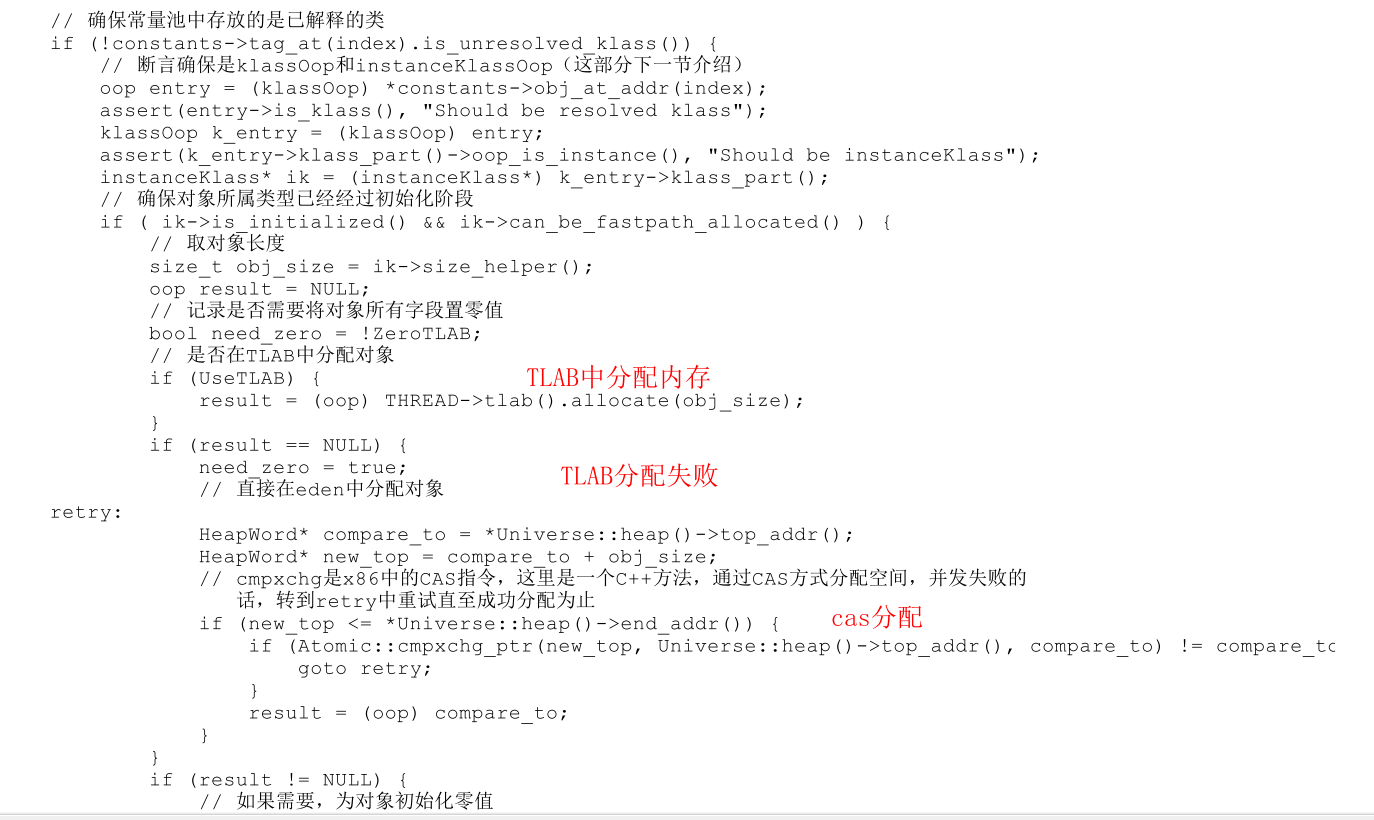 // 确保常量池中存放的是已解释的类
if (!constants->tag_at(index).is_unresolved_klass()) {
// 断言确保是klassOop和instanceKlassOop（这部分下一节介绍）
oop entry = (klassOop) *constants->obj_at_addr(index);
assert(entry->is_klass(), "Should be resolved klass");
klassOop k_entry = (klassOop) entry;
assert(k_entry->klass_part()->oop_is_instance(), "Should be instanceKlass");
instanceKlass* ik = (instanceKlass*) k_entry->klass_part();
// 确保对象所属类型已经经过初始化阶段
if ( ik->is_initialized() && ik->can_be_fastpath_allocated() ) {
// 取对象长度
size_t obj_size = ik->size_helper();
oop result = NULL;
// 记录是否需要将对象所有字段置零值
bool need_zero = !ZeroTLAB;
// 是否在TLAB中分配对象
if (UseTLAB) {
TLAB中分配内存
result = (oop) THREAD->tlab().allocate(obj_size);
}
if (result == NULL) {
need_zero = true;
TLAB分配失败
// 直接在eden中分配对象
retry:
HeapWord* compare_to = *Universe::heap()->top_addr();
HeapWord* new_top = compare_to + obj_size;
// cmpxchg是x86中的CAS指令，这里是一个C++方法，通过CAS方式分配空间，并发失败的
话，转到retry中重试直至成功分配为止
if (new_top <= *Universe::heap()->end_addr()) {
cas分配
if (Atomic::cmpxchg_ptr(new_top, Universe::heap()->top_addr(), compare_to) != compare_to
goto retry;
}
result = (oop) compare_to;
}
}
if (result != NULL) {
// 如果需要，为对象初始化零值